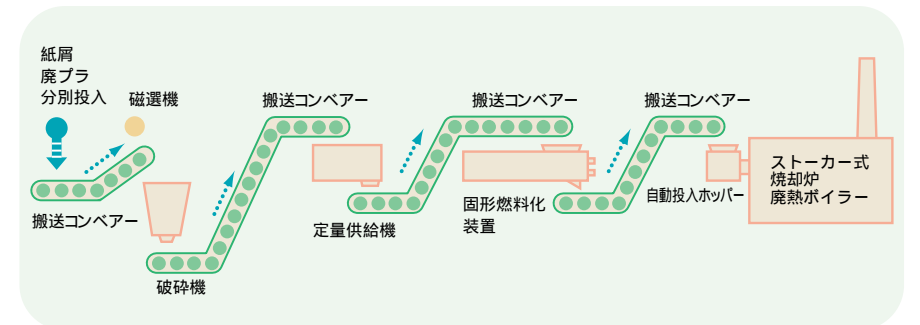 紙屑
廃プラ
分別投入
磁選機
搬送コンベアー
破砕機
搬送コンベアー
定量供給機
搬送コンベアー
固形燃料化
装置
搬送コンベアー
自動投入ホッパー
ストーカー式
焼却炉
廃熱ボイラー